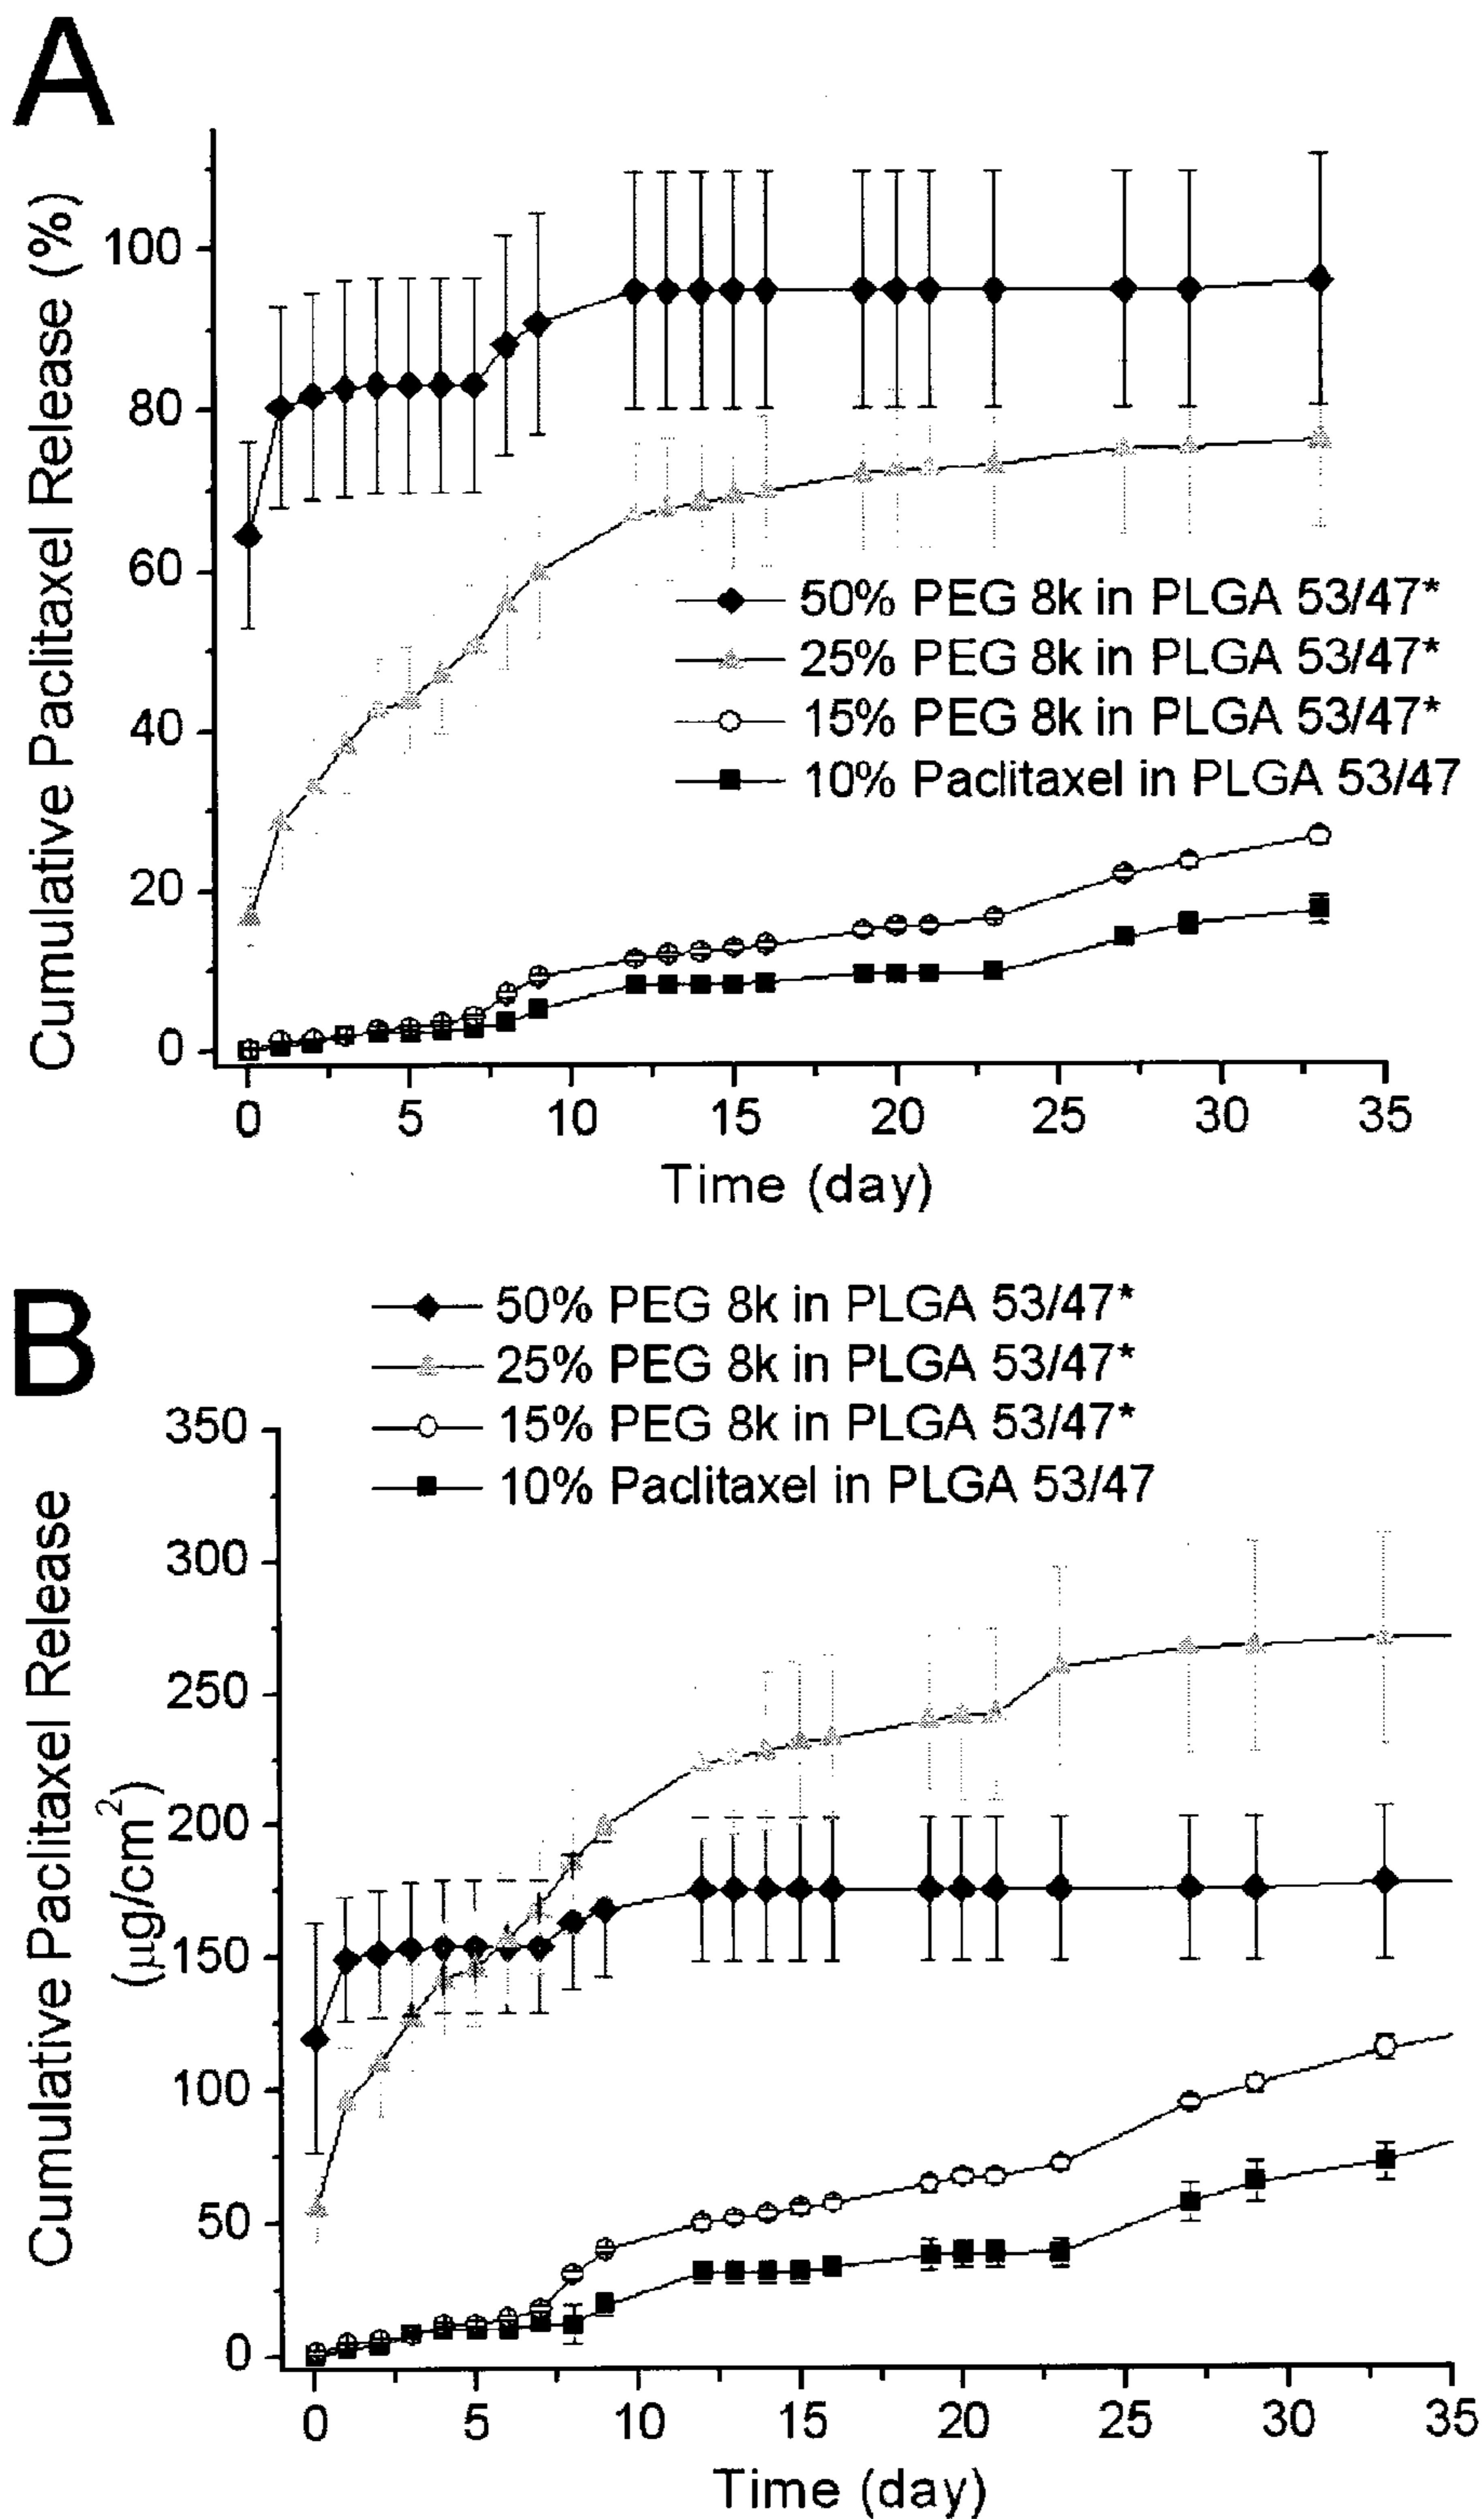 A
Cumulative Paclitaxel Release (%)
100
80
60
40
20
0
50% PEG 8k in PLGA 53/47*
25% PEG 8k in PLGA 53/47*
15% PEG 8k in PLGA 53/47*
10% Paclitaxel in PLGA 53/47
0 5 10 15 20 25 30 35
Time (day)
B
50% PEG 8k in PLGA 53/47*
25% PEG 8k in PLGA 53/47*
15% PEG 8k in PLGA 53/47*
10% Paclitaxel in PLGA 53/47
Cumulative Paclitaxel Release
(µg/cm²)
350
300
250
200
150
100
50
0
0 5 10 15 20 25 30 35
Time (day)